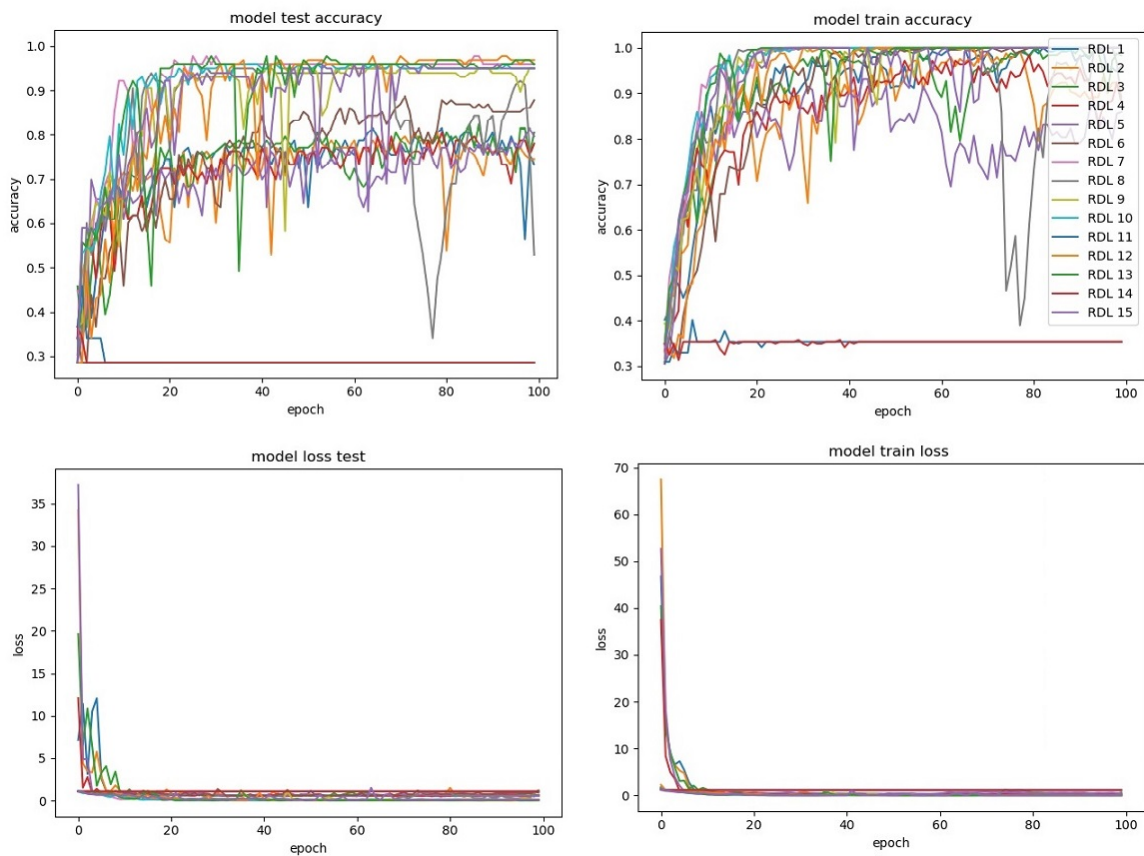 model test accuracy
1.0
0.9
0.8
0.7
0.6
0.5
0.4
0.3
accuracy
0 20 40 60 80 100
epoch
model train accuracy
1.0
0.9
0.8
0.7
0.6
0.5
0.4
0.3
accuracy
0 20 40 60 80 100
epoch
RDL 1
RDL 2
RDL 3
RDL 4
RDL 5
RDL 6
RDL 7
RDL 8
RDL 9
RDL 10
RDL 11
RDL 12
RDL 13
RDL 14
RDL 15
model loss test
35
30
25
20
15
10
5
0
loss
0 20 40 60 80 100
epoch
model train loss
70
60
50
40
30
20
10
0
loss
0 20 40 60 80 100
epoch